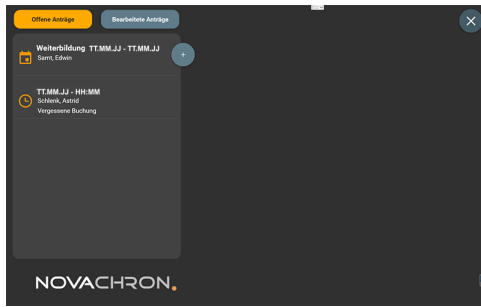 Offene Anträge
Bearbeitete Anträge
Weiterbildung TT.MM.JJ - TT.MM.JJ
Samt, Edwin
+
TT.MM.JJ - HH:MM
Schlenk, Astrid
Vergessene Buchung
NOVACHRON.